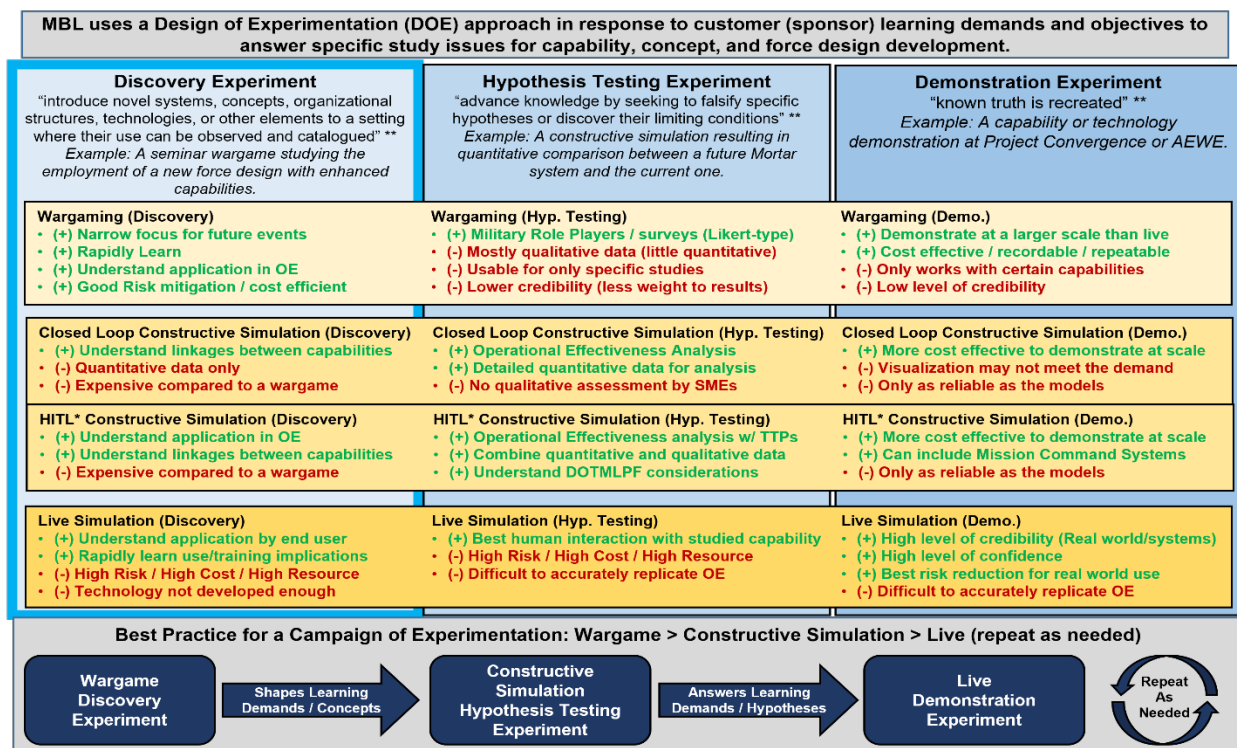 MBL uses a Design of Experimentation (DOE) approach in response to customer (sponsor) learning demands and objectives to
answer specific study issues for capability, concept, and force design development.
Discovery Experiment
“introduce novel systems, concepts, organizational
structures, technologies, or other elements to a setting
where their use can be observed and catalogued” **
Example: A seminar wargame studying the
employment of a new force design with enhanced
capabilities.
Hypothesis Testing Experiment
“advance knowledge by seeking to falsify specific
hypotheses or discover their limiting conditions” **
Example: A constructive simulation resulting in
quantitative comparison between a future Mortar
system and the current one.
Demonstration Experiment
“known truth is recreated” **
Example: A capability or technology
demonstration at Project Convergence or AEWE.
Wargaming (Discovery)
• (+) Narrow focus for future events
• (+) Rapidly Learn
• (+) Understand application in OE
• (+) Good Risk mitigation / cost efficient
Wargaming (Hyp. Testing)
• (+) Military Role Players / surveys (Likert-type)
• (-) Mostly qualitative data (little quantitative)
• (-) Usable for only specific studies
• (-) Lower credibility (less weight to results)
Wargaming (Demo.)
• (+) Demonstrate at a larger scale than live
• (+) Cost effective / recordable / repeatable
• (-) Only works with certain capabilities
• (-) Low level of credibility
Closed Loop Constructive Simulation (Discovery)
• (+) Understand linkages between capabilities
• (-) Quantitative data only
• (-) Expensive compared to a wargame
Closed Loop Constructive Simulation (Hyp. Testing)
• (+) Operational Effectiveness Analysis
• (+) Detailed quantitative data for analysis
• (-) No qualitative assessment by SMEs
Closed Loop Constructive Simulation (Demo.)
• (+) More cost effective to demonstrate at scale
• (-) Visualization may not meet the demand
• (-) Only as reliable as the models
HITL* Constructive Simulation (Discovery)
• (+) Understand application in OE
• (+) Understand linkages between capabilities
• (-) Expensive compared to a wargame
HITL* Constructive Simulation (Hyp. Testing)
• (+) Operational Effectiveness analysis w/ TTPs
• (+) Combine quantitative and qualitative data
• (+) Understand DOTMLPF considerations
HITL* Constructive Simulation (Demo.)
• (+) More cost effective to demonstrate at scale
• (+) Can include Mission Command Systems
• (-) Only as reliable as the models
Live Simulation (Discovery)
• (+) Understand application by end user
• (+) Rapidly learn use/training implications
• (-) High Risk / High Cost / High Resource
• (-) Technology not developed enough
Live Simulation (Hyp. Testing)
• (+) Best human interaction with studied capability
• (-) High Risk / High Cost / High Resource
• (-) Difficult to accurately replicate OE
Live Simulation (Demo.)
• (+) High level of credibility (Real world/systems)
• (+) High level of confidence
• (+) Best risk reduction for real world use
• (-) Difficult to accurately replicate OE
Best Practice for a Campaign of Experimentation: Wargame > Constructive Simulation > Live (repeat as needed)
Wargame
Discovery
Experiment
Shapes Learning
Demands / Concepts
Constructive
Simulation
Hypothesis Testing
Experiment
Answers Learning
Demands / Hypotheses
Live
Demonstration
Experiment
Repeat
As
Needed